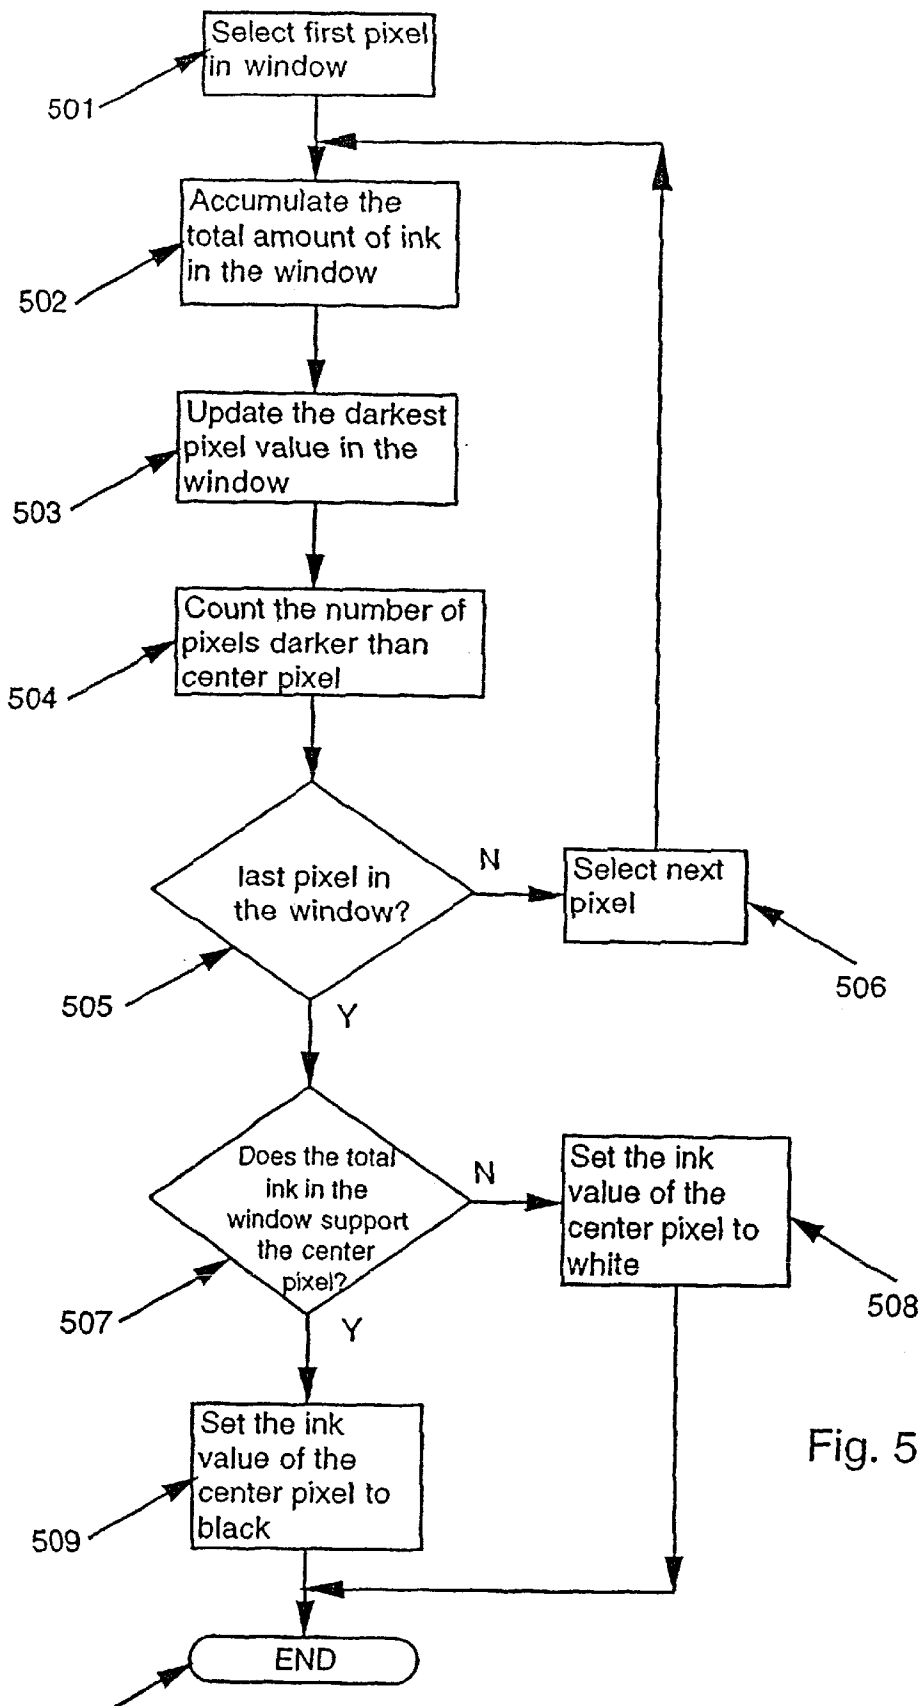 Select first pixel
in window
501
Accumulate the
total amount of ink
in the window
502
Update the darkest
pixel value in the
window
503
Count the number of
pixels darker than
center pixel
504
last pixel in
the window?
N
Select next
pixel
505
506
Y
Does the total
ink in the
window support
the center
pixel?
N
Set the ink
value of the
center pixel to
white
507
508
Y
Set the ink
value of the
center pixel to
black
Fig. 5
509
END